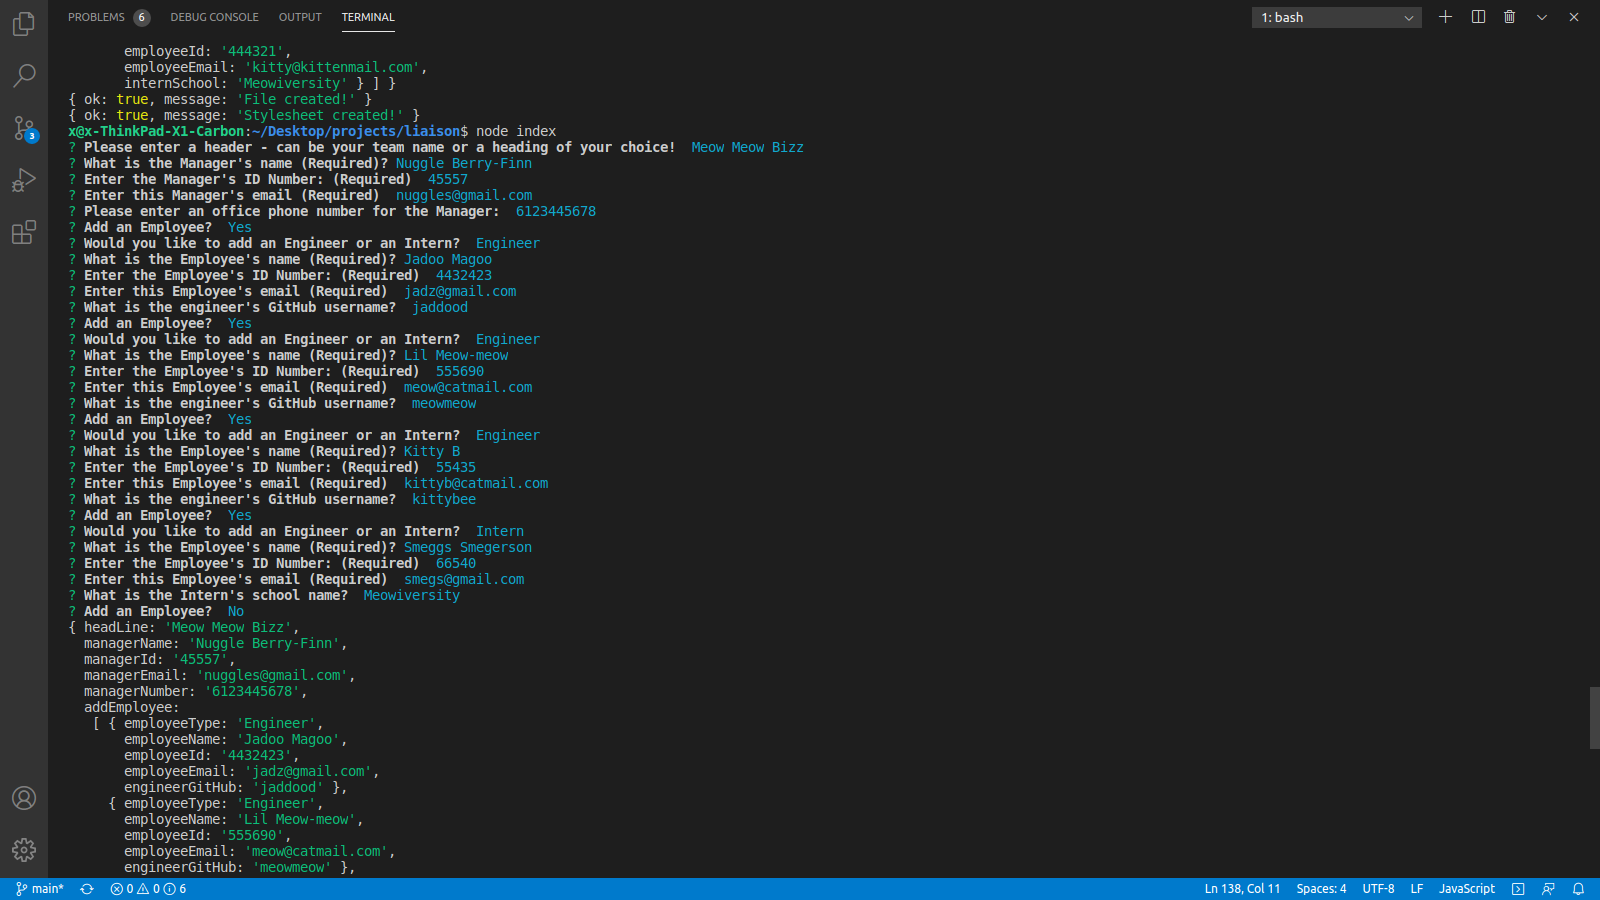 PROBLEMS 6 DEBUG CONSOLE OUTPUT TERMINAL 1: bash
employeeId: '444321',
employeeEmail: 'kitty@kittenmail.com',
internSchool: 'Meowiversity' } ] }
{ ok: true, message: 'File created!' }
{ ok: true, message: 'Stylesheet created!' }
x@x-ThinkPad-X1-Carbon:~/Desktop/projects/liaison$ node index
? Please enter a header - can be your team name or a heading of your choice!  Meow Meow Bizz
? What is the Manager's name (Required)? Nuggle Berry-Finn
? Enter the Manager's ID Number: (Required)  45557
? Enter this Manager's email (Required)  nuggles@gmail.com
? Please enter an office phone number for the Manager:  6123445678
? Add an Employee?  Yes
? Would you like to add an Engineer or an Intern?  Engineer
? What is the Employee's name (Required)? Jadoo Magoo
? Enter the Employee's ID Number: (Required)  4432423
? Enter this Employee's email (Required)  jadz@gmail.com
? What is the engineer's GitHub username?  jaddood
? Add an Employee?  Yes
? Would you like to add an Engineer or an Intern?  Engineer
? What is the Employee's name (Required)? Lil Meow-meow
? Enter the Employee's ID Number: (Required)  555690
? Enter this Employee's email (Required)  meow@catmail.com
? What is the engineer's GitHub username?  meowmeow
? Add an Employee?  Yes
? Would you like to add an Engineer or an Intern?  Engineer
? What is the Employee's name (Required)? Kitty B
? Enter the Employee's ID Number: (Required)  55435
? Enter this Employee's email (Required)  kittyb@catmail.com
? What is the engineer's GitHub username?  kittybee
? Add an Employee?  Yes
? Would you like to add an Engineer or an Intern?  Intern
? What is the Employee's name (Required)? Smeggs Smegerson
? Enter the Employee's ID Number: (Required)  66540
? Enter this Employee's email (Required)  smegs@gmail.com
? What is the Intern's school name?  Meowiversity
? Add an Employee?  No
{ headLine: 'Meow Meow Bizz',
managerName: 'Nuggle Berry-Finn',
managerId: '45557',
managerEmail: 'nuggles@gmail.com',
managerNumber: '6123445678',
addEmployee:
[ { employeeType: 'Engineer',
employeeName: 'Jadoo Magoo',
employeeId: '4432423',
employeeEmail: 'jadz@gmail.com',
engineerGitHub: 'jaddood' },
{ employeeType: 'Engineer',
employeeName: 'Lil Meow-meow',
employeeId: '555690',
employeeEmail: 'meow@catmail.com',
engineerGitHub: 'meowmeow' },
3
main* 0 0 6 Ln 138, Col 11 Spaces: 4 UTF-8 LF JavaScript